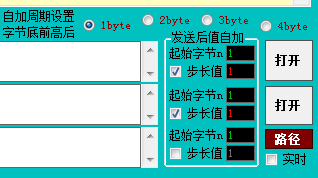 自加周期设置
字节底前高后
1byte 2byte 3byte 4byte
发送后值自加
起始字节n 1
步长值 1
打开
起始字节n 1
步长值 1
打开
起始字节n 1
步长值 1
路径
实时